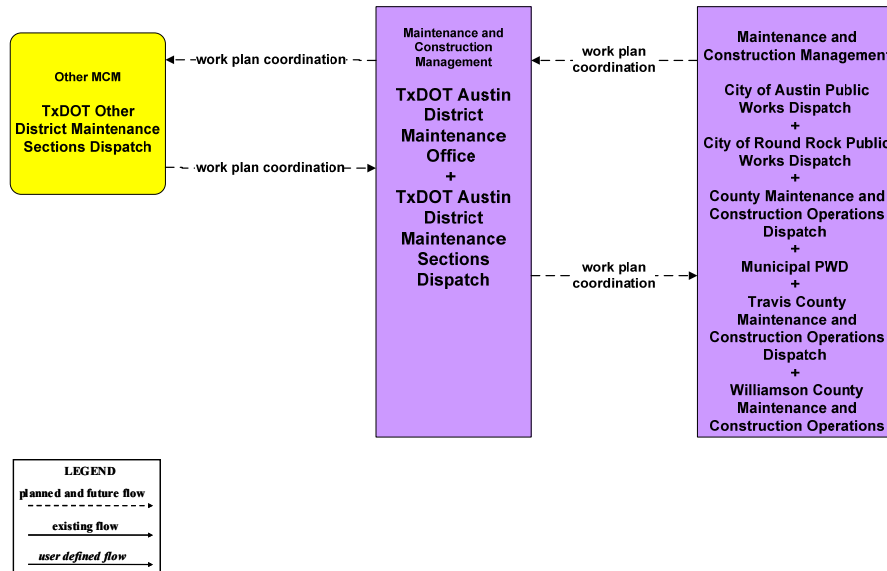 Other MCM
TxDOT Other
District Maintenance
Sections Dispatch
work plan coordination
work plan coordination
Maintenance and
Construction
Management
TxDOT Austin
District
Maintenance
Office
+
TxDOT Austin
District
Maintenance
Sections
Dispatch
work plan
coordination
work plan
coordination
Maintenance and
Construction Management
City of Austin Public
Works Dispatch
+
City of Round Rock Public
Works Dispatch
+
County Maintenance and
Construction Operations
Dispatch
+
Municipal PWD
+
Travis County
Maintenance and
Construction Operations
Dispatch
+
Williamson County
Maintenance and
Construction Operations
LEGEND
planned and future flow
existing flow
user defined flow